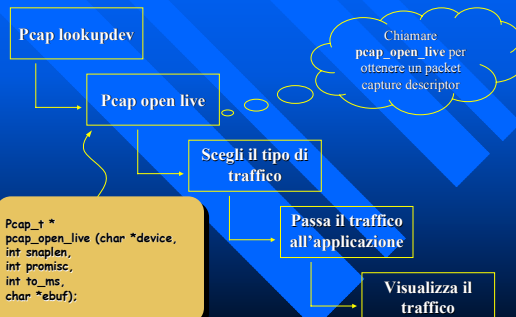 Pcap lookupdev
Chiamare
pcap_open_live per
ottenere un packet
capture descriptor
Pcap open live
Scegli il tipo di
traffico
Passa il traffico
all'applicazione
Pcap_t *
pcap_open_live (char *device,
int snaplen,
int promisc,
int to_ms,
char *ebuf);
Visualizza il
traffico